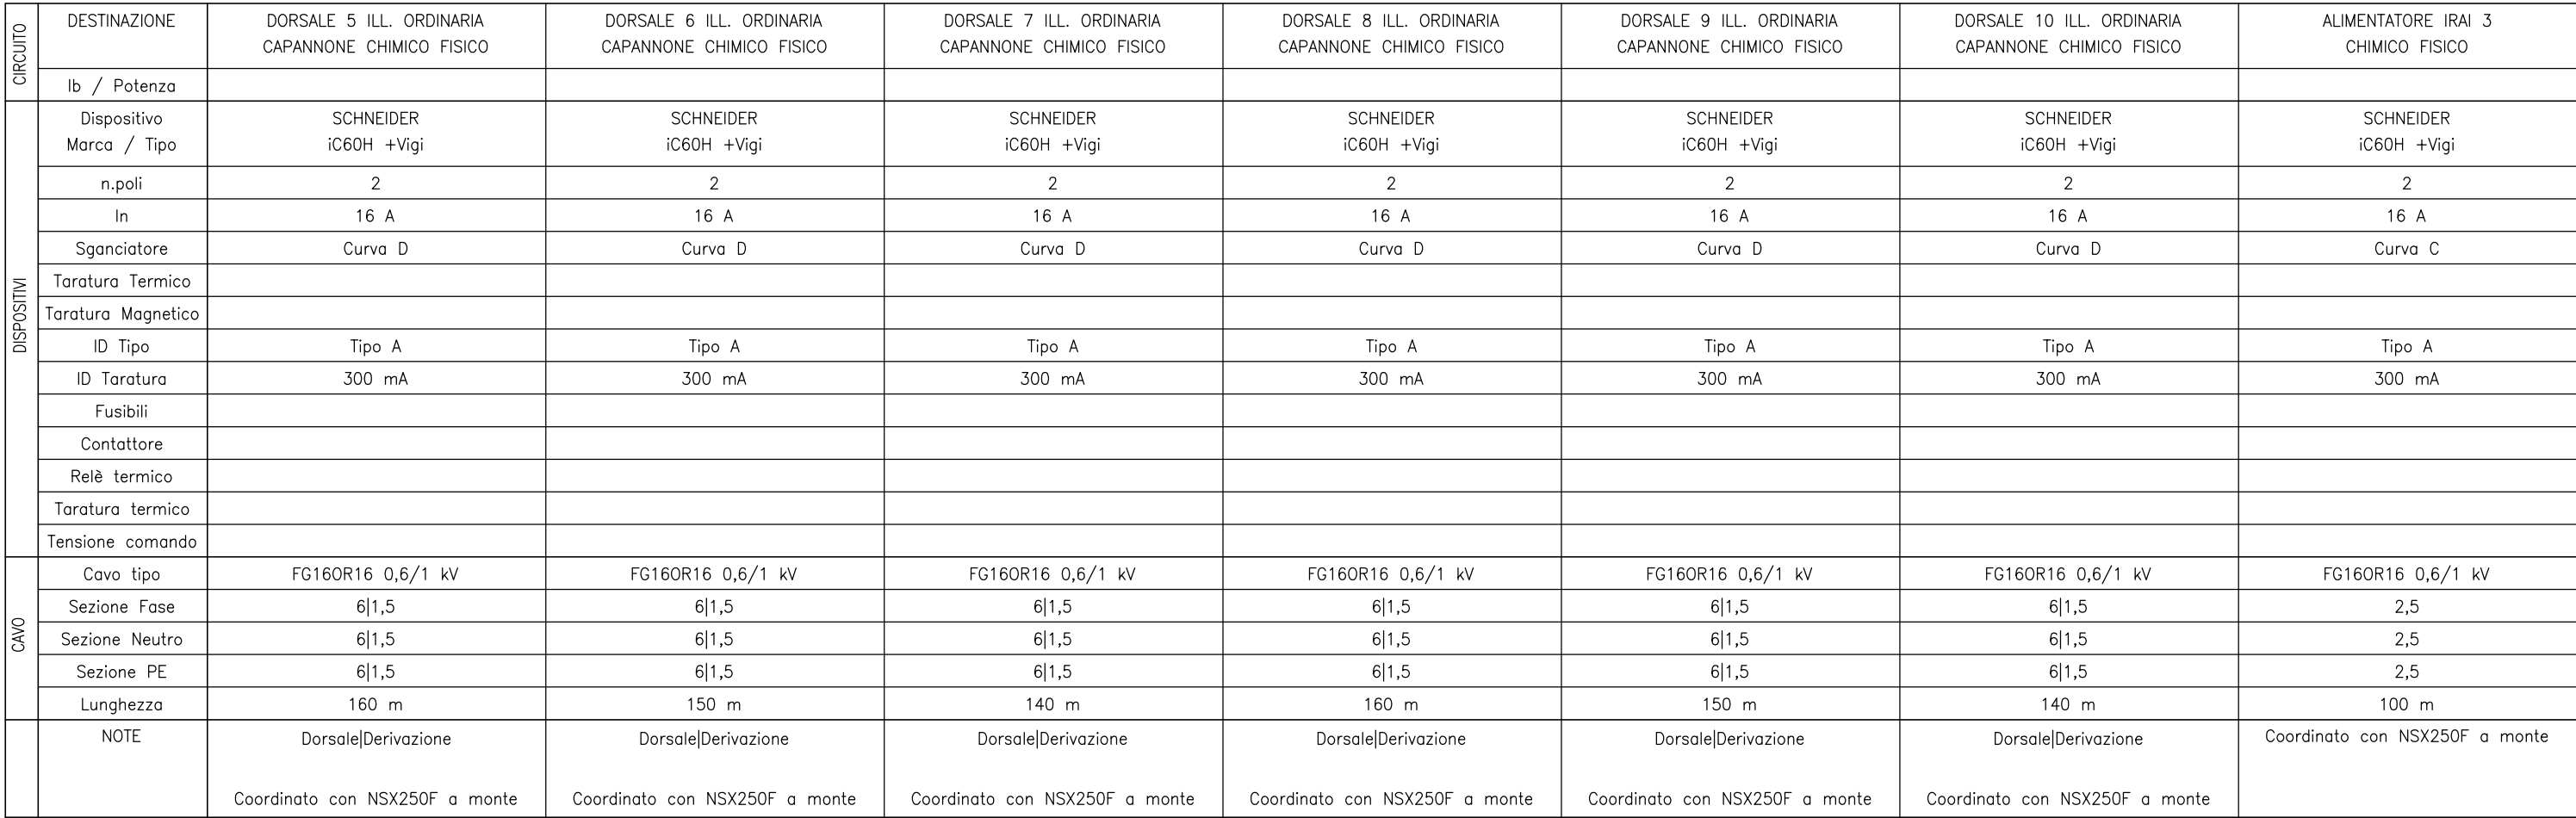 CIRCUITO
DESTINAZIONE DORSALE 5 ILL. ORDINARIA DORSALE 6 ILL. ORDINARIA DORSALE 7 ILL. ORDINARIA DORSALE 8 ILL. ORDINARIA DORSALE 9 ILL. ORDINARIA DORSALE 10 ILL. ORDINARIA ALIMENTATORE IRAI 3
CAPANNONE CHIMICO FISICO CAPANNONE CHIMICO FISICO CAPANNONE CHIMICO FISICO CAPANNONE CHIMICO FISICO CAPANNONE CHIMICO FISICO CAPANNONE CHIMICO FISICO CHIMICO FISICO
Ib / Potenza
DISPOSITIVI
Dispositivo SCHNEIDER SCHNEIDER SCHNEIDER SCHNEIDER SCHNEIDER SCHNEIDER SCHNEIDER
Marca / Tipo iC60H +Vigi iC60H +Vigi iC60H +Vigi iC60H +Vigi iC60H +Vigi iC60H +Vigi iC60H +Vigi
n.poli 2 2 2 2 2 2 2
In 16 A 16 A 16 A 16 A 16 A 16 A 16 A
Sganciatore Curva D Curva D Curva D Curva D Curva D Curva D Curva C
Taratura Termico
Taratura Magnetico
ID Tipo Tipo A Tipo A Tipo A Tipo A Tipo A Tipo A Tipo A
ID Taratura 300 mA 300 mA 300 mA 300 mA 300 mA 300 mA 300 mA
Fusibili
Contattore
Relè termico
Taratura termico
Tensione comando
CAVO
Cavo tipo FG16OR16 0,6/1 kV FG16OR16 0,6/1 kV FG16OR16 0,6/1 kV FG16OR16 0,6/1 kV FG16OR16 0,6/1 kV FG16OR16 0,6/1 kV FG16OR16 0,6/1 kV
Sezione Fase 6|1,5 6|1,5 6|1,5 6|1,5 6|1,5 6|1,5 2,5
Sezione Neutro 6|1,5 6|1,5 6|1,5 6|1,5 6|1,5 6|1,5 2,5
Sezione PE 6|1,5 6|1,5 6|1,5 6|1,5 6|1,5 6|1,5 2,5
Lunghezza 160 m 150 m 140 m 160 m 150 m 140 m 100 m
NOTE Dorsale|Derivazione Dorsale|Derivazione Dorsale|Derivazione Dorsale|Derivazione Dorsale|Derivazione Dorsale|Derivazione Coordinato con NSX250F a monte
Coordinato con NSX250F a monte Coordinato con NSX250F a monte Coordinato con NSX250F a monte Coordinato con NSX250F a monte Coordinato con NSX250F a monte Coordinato con NSX250F a monte